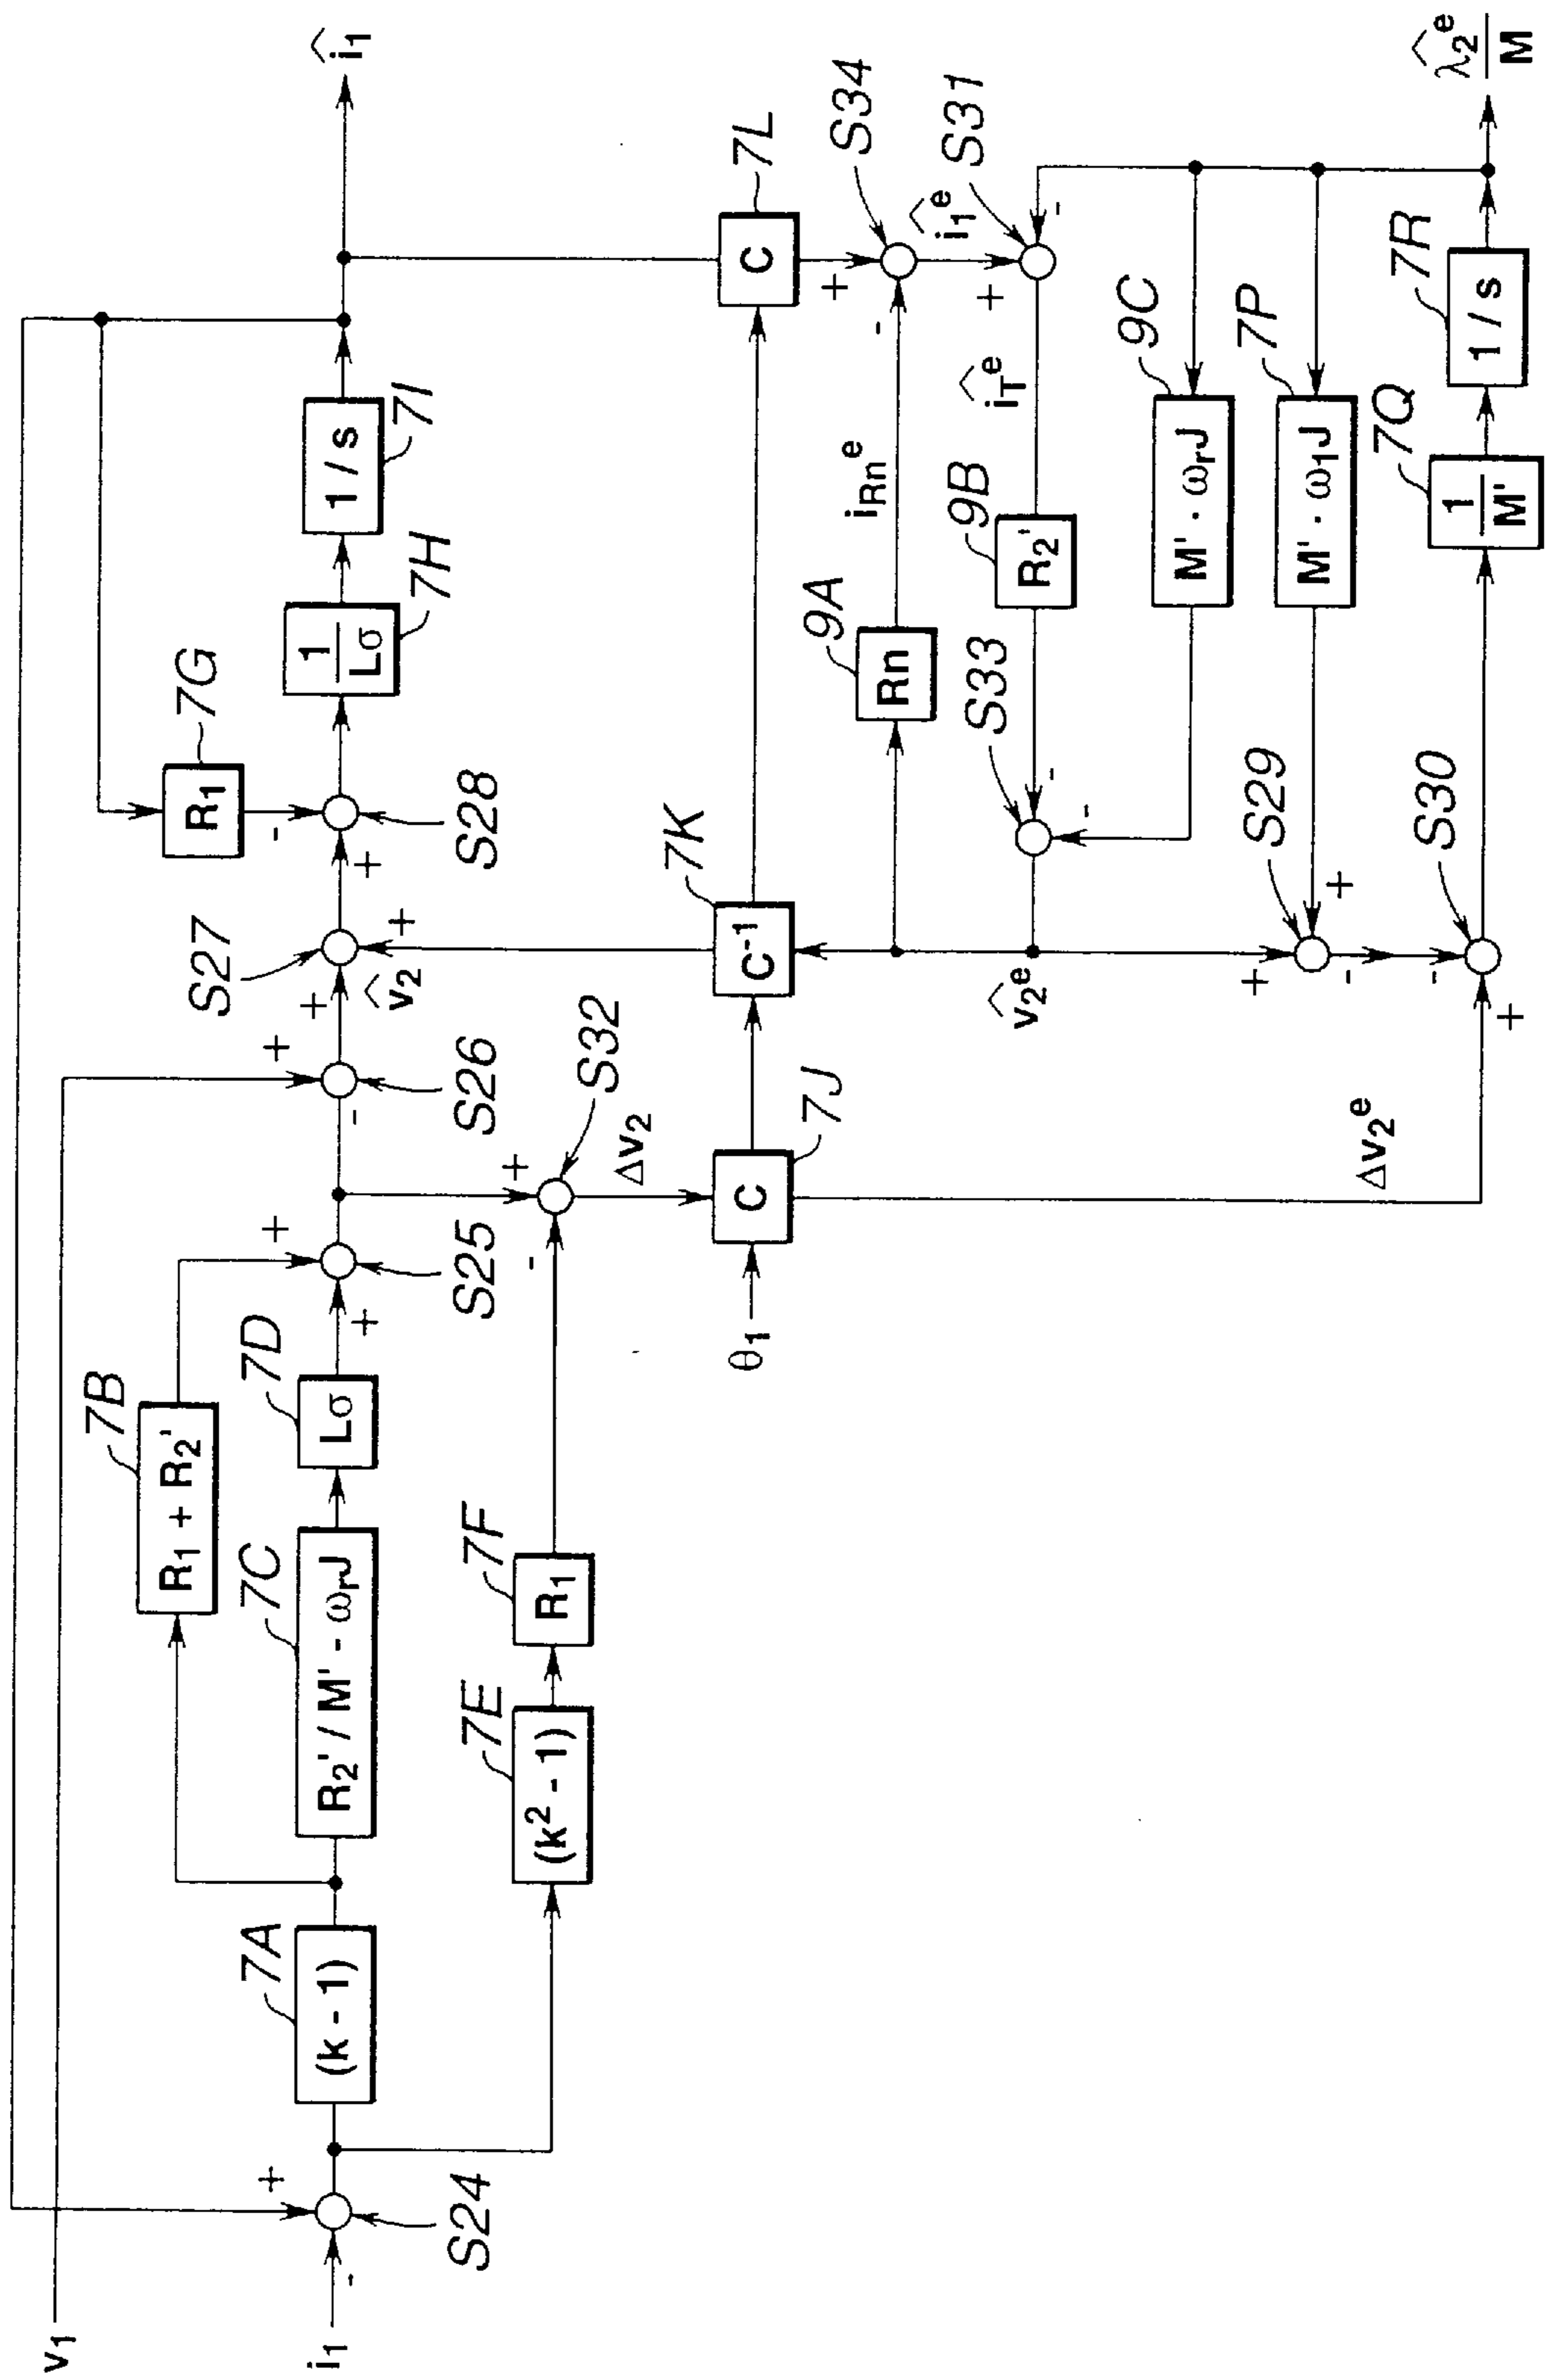 v₁
i₁
S24
+
-
7A
(k - 1)
7B
R₁ + R₂'
7C
R₂' / M' - ωᵣJ
7D
Lσ
7E
(k² - 1)
7F
R₁
S25
+
+
S26
+
-
S32
+
-
Δv₂
S27
+
+
v̂₂
7G
R₁
S28
-
+
7H
1
Lσ
7I
1 / s
î₁
θ₁
7J
C
7K
C⁻¹
7L
C
Δv₂ᵉ
v̂₂ᵉ
9A
Rn
iRnᵉ
S34
+
-
î₁ᵉ
S31
+
-
îTᵉ
9B
R₂'
S33
-
-
9C
M' · ωᵣJ
7P
M' · ω₁J
S29
+
+
-
S30
-
+
7Q
1
M'
7R
1 / s
λ̂₂ᵉ
M